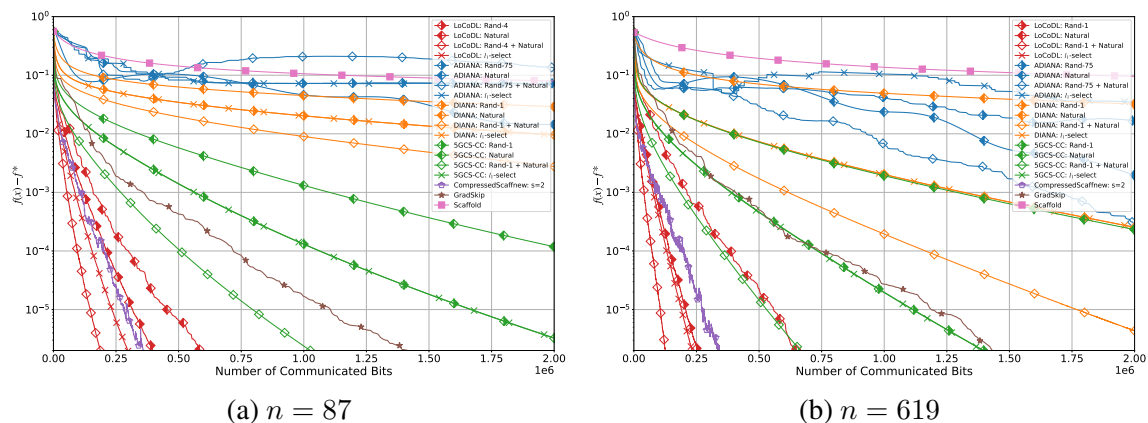 10⁰
10⁻¹
10⁻²
10⁻³
10⁻⁴
10⁻⁵
f(x) − f*
0.00 0.25 0.50 0.75 1.00 1.25 1.50 1.75 2.00
1e6
Number of Communicated Bits
LoCoDL: Rand-4
LoCoDL: Natural
LoCoDL: Rand-4 + Natural
LoCoDL: l₁-select
ADIANA: Rand-75
ADIANA: Natural
ADIANA: Rand-75 + Natural
ADIANA: l₁-select
DIANA: Rand-1
DIANA: Natural
DIANA: Rand-1 + Natural
DIANA: l₁-select
5GCS-CC: Rand-1
5GCS-CC: Natural
5GCS-CC: Rand-1 + Natural
5GCS-CC: l₁-select
CompressedScaffnew: s=2
GradSkip
Scaffold
(a) n = 87
10⁰
10⁻¹
10⁻²
10⁻³
10⁻⁴
10⁻⁵
f(x) − f*
0.00 0.25 0.50 0.75 1.00 1.25 1.50 1.75 2.00
1e6
Number of Communicated Bits
LoCoDL: Rand-1
LoCoDL: Natural
LoCoDL: Rand-1 + Natural
LoCoDL: l₁-select
ADIANA: Rand-75
ADIANA: Natural
ADIANA: Rand-75 + Natural
ADIANA: l₁-select
DIANA: Rand-1
DIANA: Natural
DIANA: Rand-1 + Natural
DIANA: l₁-select
5GCS-CC: Rand-1
5GCS-CC: Natural
5GCS-CC: Rand-1 + Natural
5GCS-CC: l₁-select
CompressedScaffnew: s=2
GradSkip
Scaffold
(b) n = 619